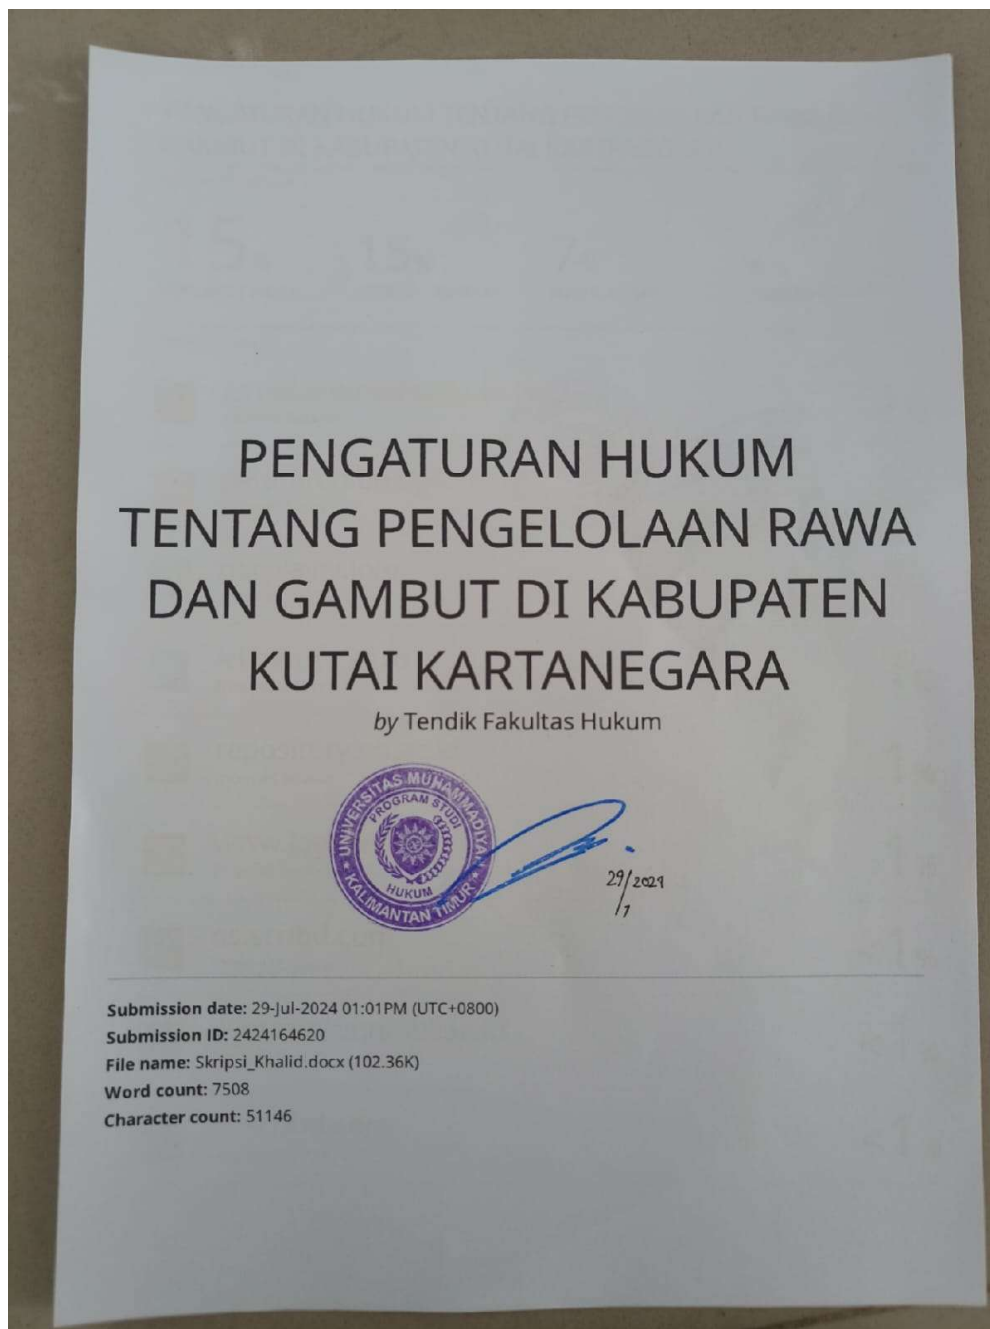 PENGATURAN HUKUM
TENTANG PENGELOLAAN RAWA
DAN GAMBUT DI KABUPATEN
KUTAI KARTANEGARA
by Tendik Fakultas Hukum
UNIVERSITAS MUHAMMADIYAH
PROGRAM STUDI
HUKUM
KALIMANTAN TIMUR
29/2029
/7
Submission date: 29-Jul-2024 01:01PM (UTC+0800)
Submission ID: 2424164620
File name: Skripsi_Khalid.docx (102.36K)
Word count: 7508
Character count: 51146